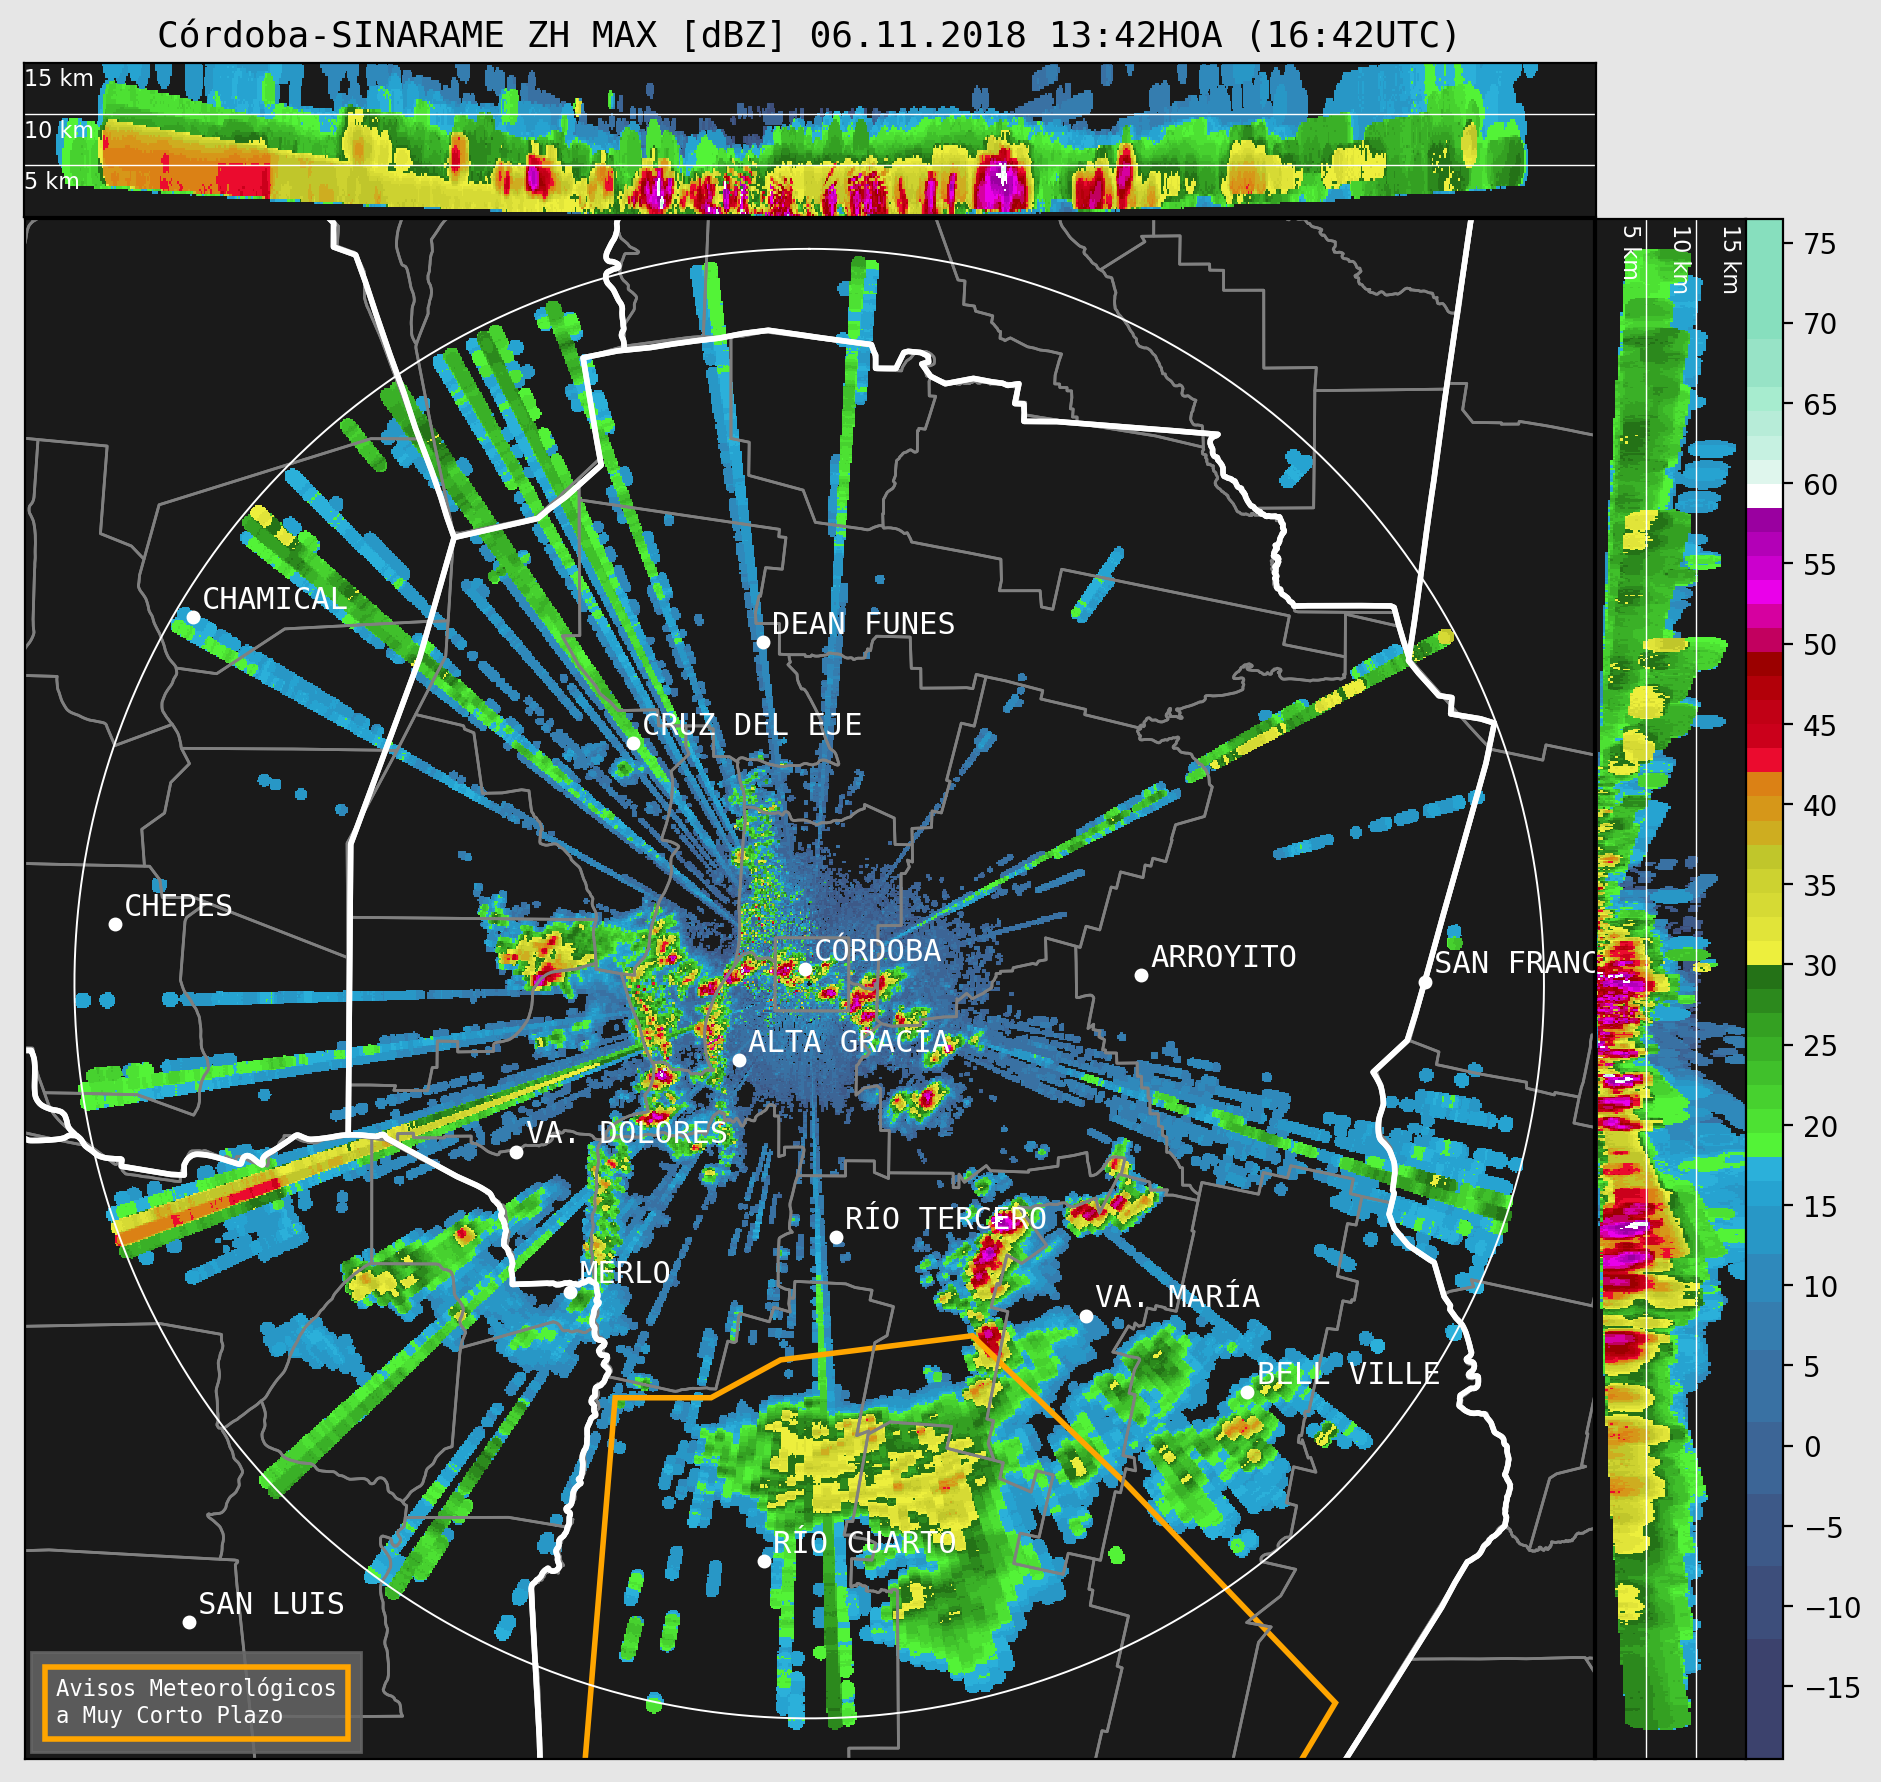 Córdoba-SINARAME ZH MAX [dBZ] 06.11.2018 13:42HOA (16:42UTC)
15 km
10 km
5 km
5 km
10 km
15 km
75
70
65
60
55
50
45
40
35
30
25
20
15
10
5
0
−5
−10
−15
CHAMICAL
DEAN FUNES
CRUZ DEL EJE
CHEPES
CÓRDOBA
ARROYITO
SAN FRANC
ALTA GRACIA
VA. DOLORES
RÍO TERCERO
MERLO
VA. MARÍA
BELL VILLE
RÍO CUARTO
SAN LUIS
Avisos Meteorológicos
a Muy Corto Plazo